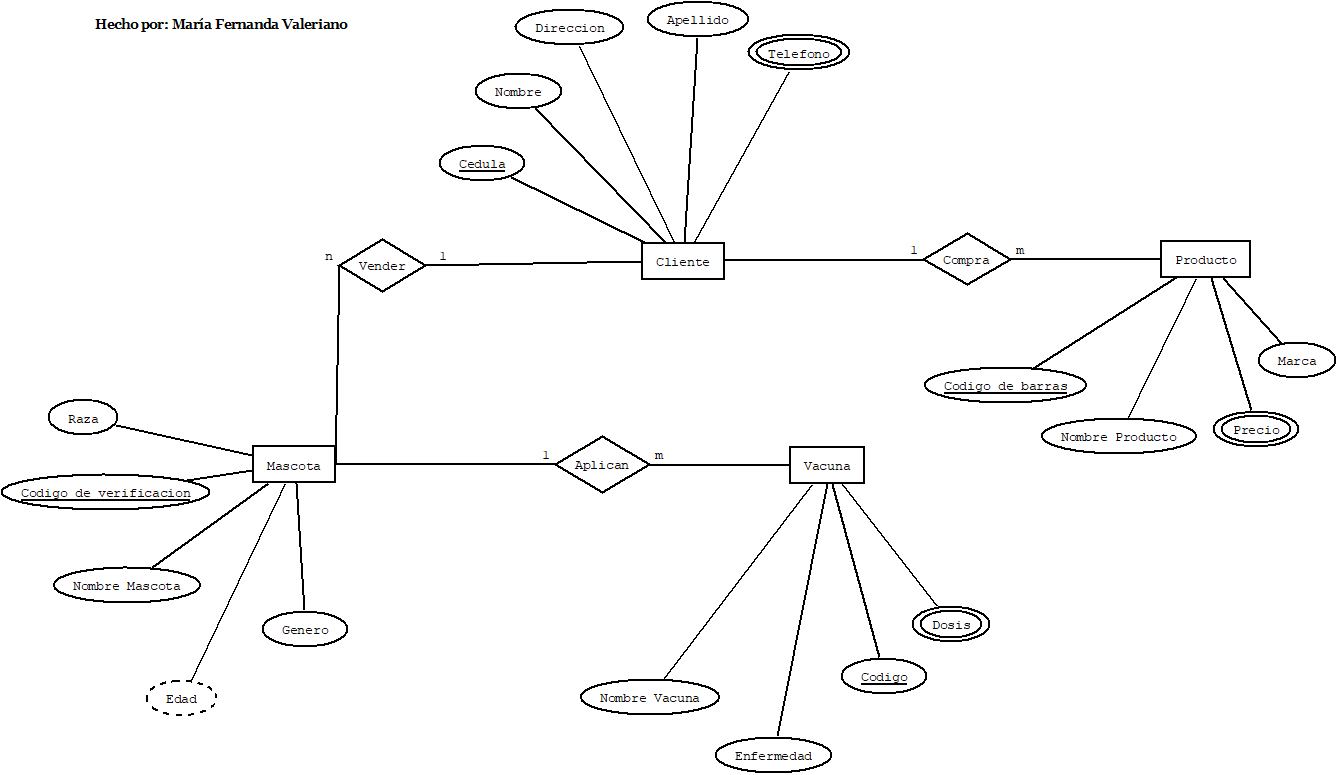 Hecho por: María Fernanda Valeriano
Apellido
Direccion
Telefono
Nombre
Cedula
n
Vender
1
Cliente
1
Compra
m
Producto
Marca
Codigo de barras
Nombre Producto
Precio
Raza
Mascota
1
Aplican
m
Vacuna
Codigo de verificacion
Nombre Mascota
Genero
Edad
Dosis
Codigo
Nombre Vacuna
Enfermedad